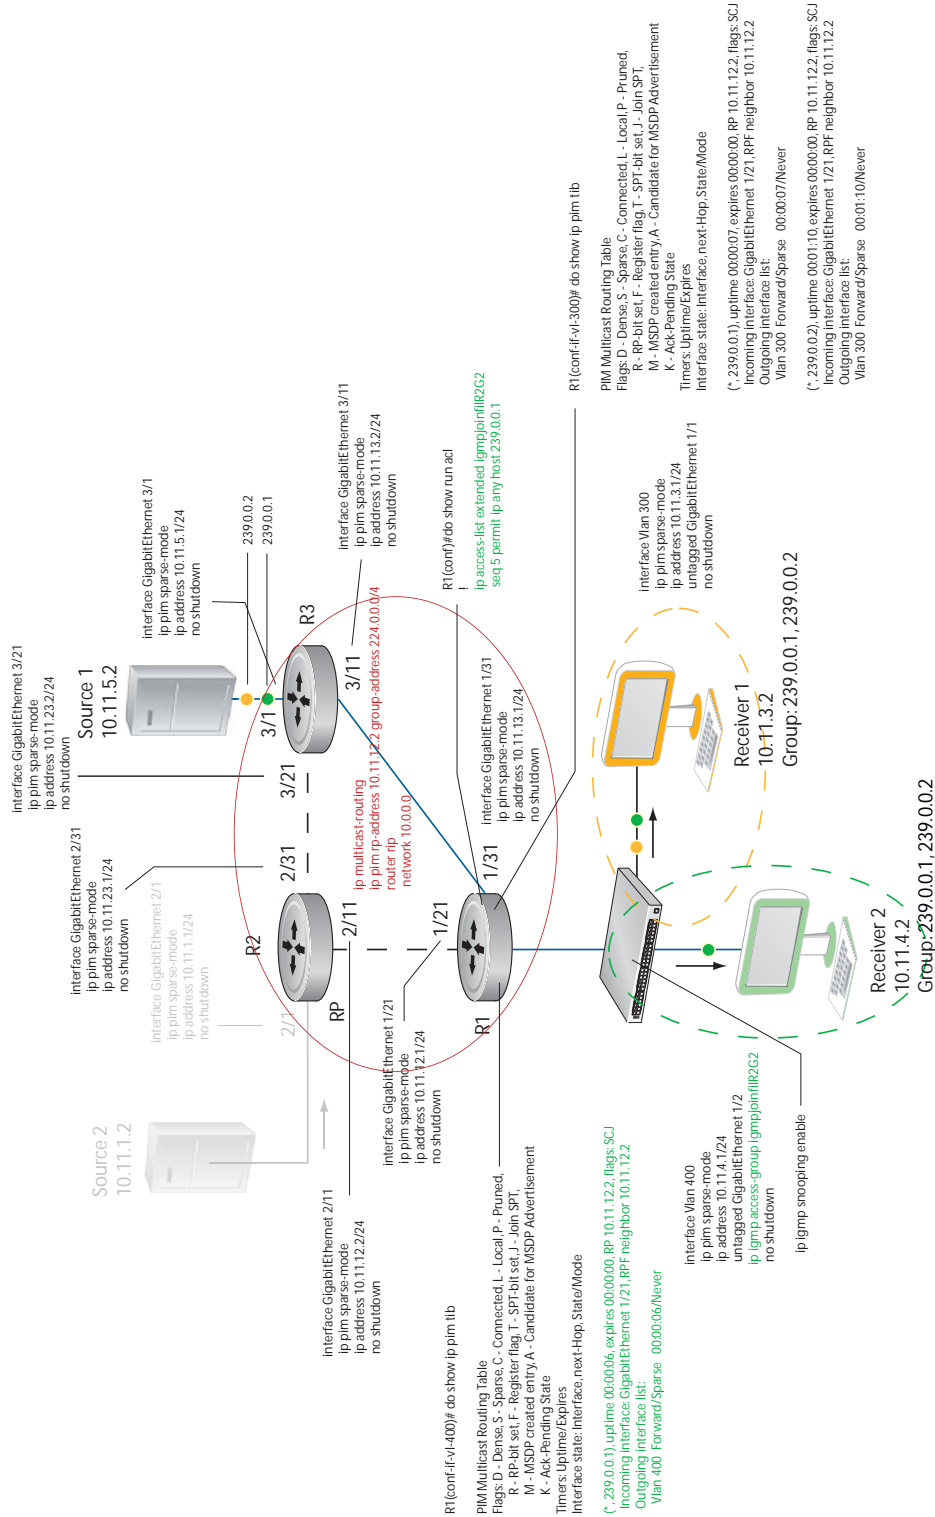 Source 2
10.11.1.2
2/1
interface GigabitEthernet 2/1
ip pim sparse-mode
ip address 10.11.1.1/24
no shutdown
interface GigabitEthernet 2/31
ip pim sparse-mode
ip address 10.11.23.1/24
no shutdown
interface GigabitEthernet 3/21
ip pim sparse-mode
ip address 10.11.23.2/24
no shutdown
Source 1
10.11.5.2
interface GigabitEthernet 3/1
ip pim sparse-mode
ip address 10.11.5.1/24
no shutdown
239.0.0.2
239.0.0.1
R2
2/31
3/21
3/1
R3
RP
2/11
3/11
interface GigabitEthernet 3/11
ip pim sparse-mode
ip address 10.11.13.2/24
no shutdown
interface GigabitEthernet 2/11
ip pim sparse-mode
ip address 10.11.12.2/24
no shutdown
ip multicast-routing
ip pim rp-address 10.11.12.2 group-address 224.0.0.0/4
router rip
network 10.0.0.0
interface GigabitEthernet 1/21
ip pim sparse-mode
ip address 10.11.12.1/24
no shutdown
1/21
R1
1/31
interface GigabitEthernet 1/31
ip pim sparse-mode
ip address 10.11.13.1/24
no shutdown
R1(conf)#do show run acl
!
ip access-list extended igmpjoinfilR2G2
seq 5 permit ip any host 239.0.0.1
R1(conf-if-vl-400)# do show ip pim tib
PIM Multicast Routing Table
Flags: D - Dense, S - Sparse, C - Connected, L - Local, P - Pruned,
R - RP-bit set, F - Register flag, T - SPT-bit set, J - Join SPT,
M - MSDP created entry, A - Candidate for MSDP Advertisement
K - Ack-Pending State
Timers: Uptime/Expires
Interface state: Interface, next-Hop, State/Mode
(*, 239.0.0.1), uptime 00:00:06, expires 00:00:00, RP 10.11.12.2, flags: SCJ
Incoming interface: GigabitEthernet 1/21, RPF neighbor 10.11.12.2
Outgoing interface list:
Vlan 400 Forward/Sparse 00:00:06/Never
R1(conf-if-vl-300)# do show ip pim tib
PIM Multicast Routing Table
Flags: D - Dense, S - Sparse, C - Connected, L - Local, P - Pruned,
R - RP-bit set, F - Register flag, T - SPT-bit set, J - Join SPT,
M - MSDP created entry, A - Candidate for MSDP Advertisement
K - Ack-Pending State
Timers: Uptime/Expires
Interface state: Interface, next-Hop, State/Mode
(*, 239.0.0.1), uptime 00:00:07, expires 00:00:00, RP 10.11.12.2, flags: SCJ
Incoming interface: GigabitEthernet 1/21, RPF neighbor 10.11.12.2
Outgoing interface list:
Vlan 300 Forward/Sparse 00:00:07/Never
(*, 239.0.0.2), uptime 00:01:10, expires 00:00:00, RP 10.11.12.2, flags: SCJ
Incoming interface: GigabitEthernet 1/21, RPF neighbor 10.11.12.2
Outgoing interface list:
Vlan 300 Forward/Sparse 00:01:10/Never
interface Vlan 300
ip pim sparse-mode
ip address 10.11.3.1/24
untagged GigabitEthernet 1/1
no shutdown
Receiver 1
10.11.3.2
Group: 239.0.0.1, 239.0.0.2
interface Vlan 400
ip pim sparse-mode
ip address 10.11.4.1/24
untagged GigabitEthernet 1/2
ip igmp access-group igmpjoinfilR2G2
no shutdown
ip igmp snooping enable
Receiver 2
10.11.4.2
Group: 239.0.0.1, 239.0.0.2